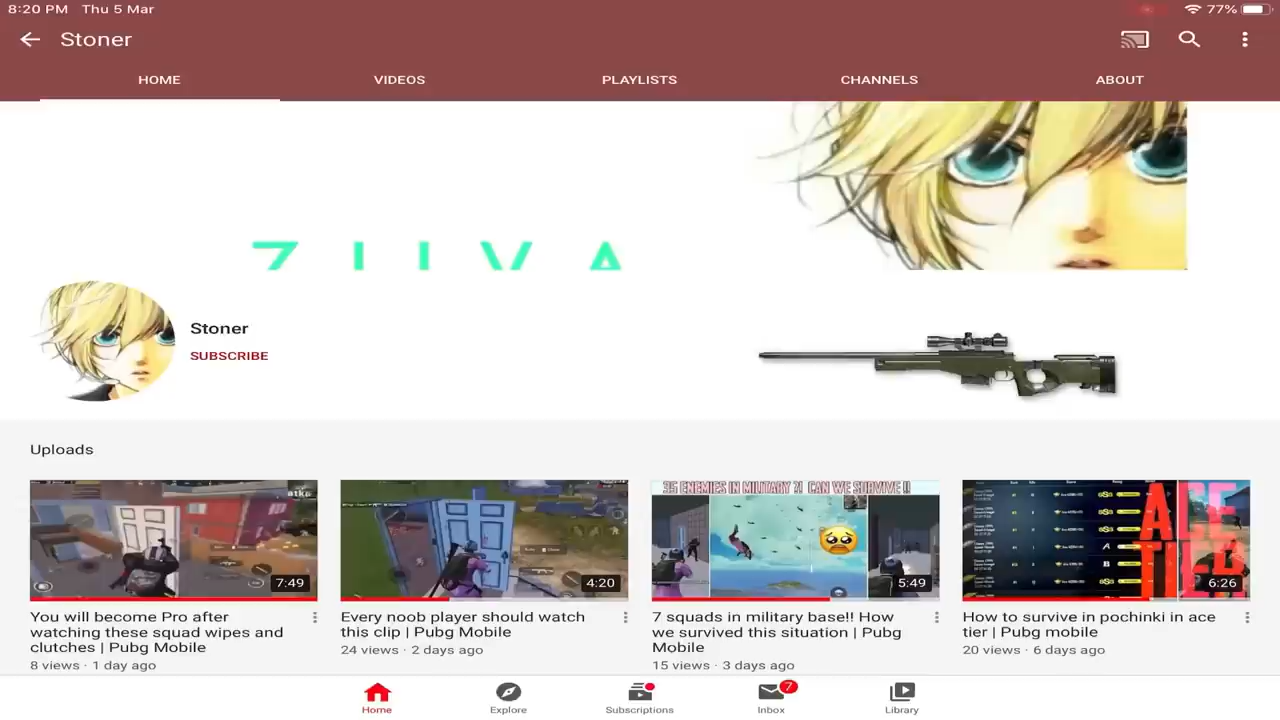 8:20 PM Thu 5 Mar
77%
Stoner
HOME VIDEOS PLAYLISTS CHANNELS ABOUT
Stoner
SUBSCRIBE
Uploads
35 ENEMIES IN MILITARY ?! CAN WE SURVIVE !!
ACE
TIER
7:49
4:20
5:49
6:26
You will become Pro after
watching these squad wipes and
clutches | Pubg Mobile
8 views · 1 day ago
Every noob player should watch
this clip | Pubg Mobile
24 views · 2 days ago
7 squads in military base!! How
we survived this situation | Pubg
Mobile
15 views · 3 days ago
How to survive in pochinki in ace
tier | Pubg mobile
20 views · 6 days ago
7
Home Explore Subscriptions Inbox Library